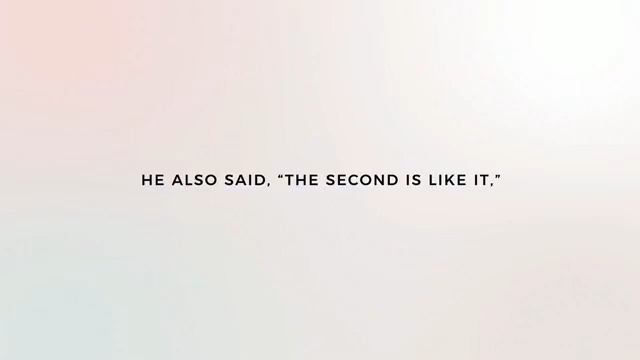 HE ALSO SAID, “THE SECOND IS LIKE IT,”